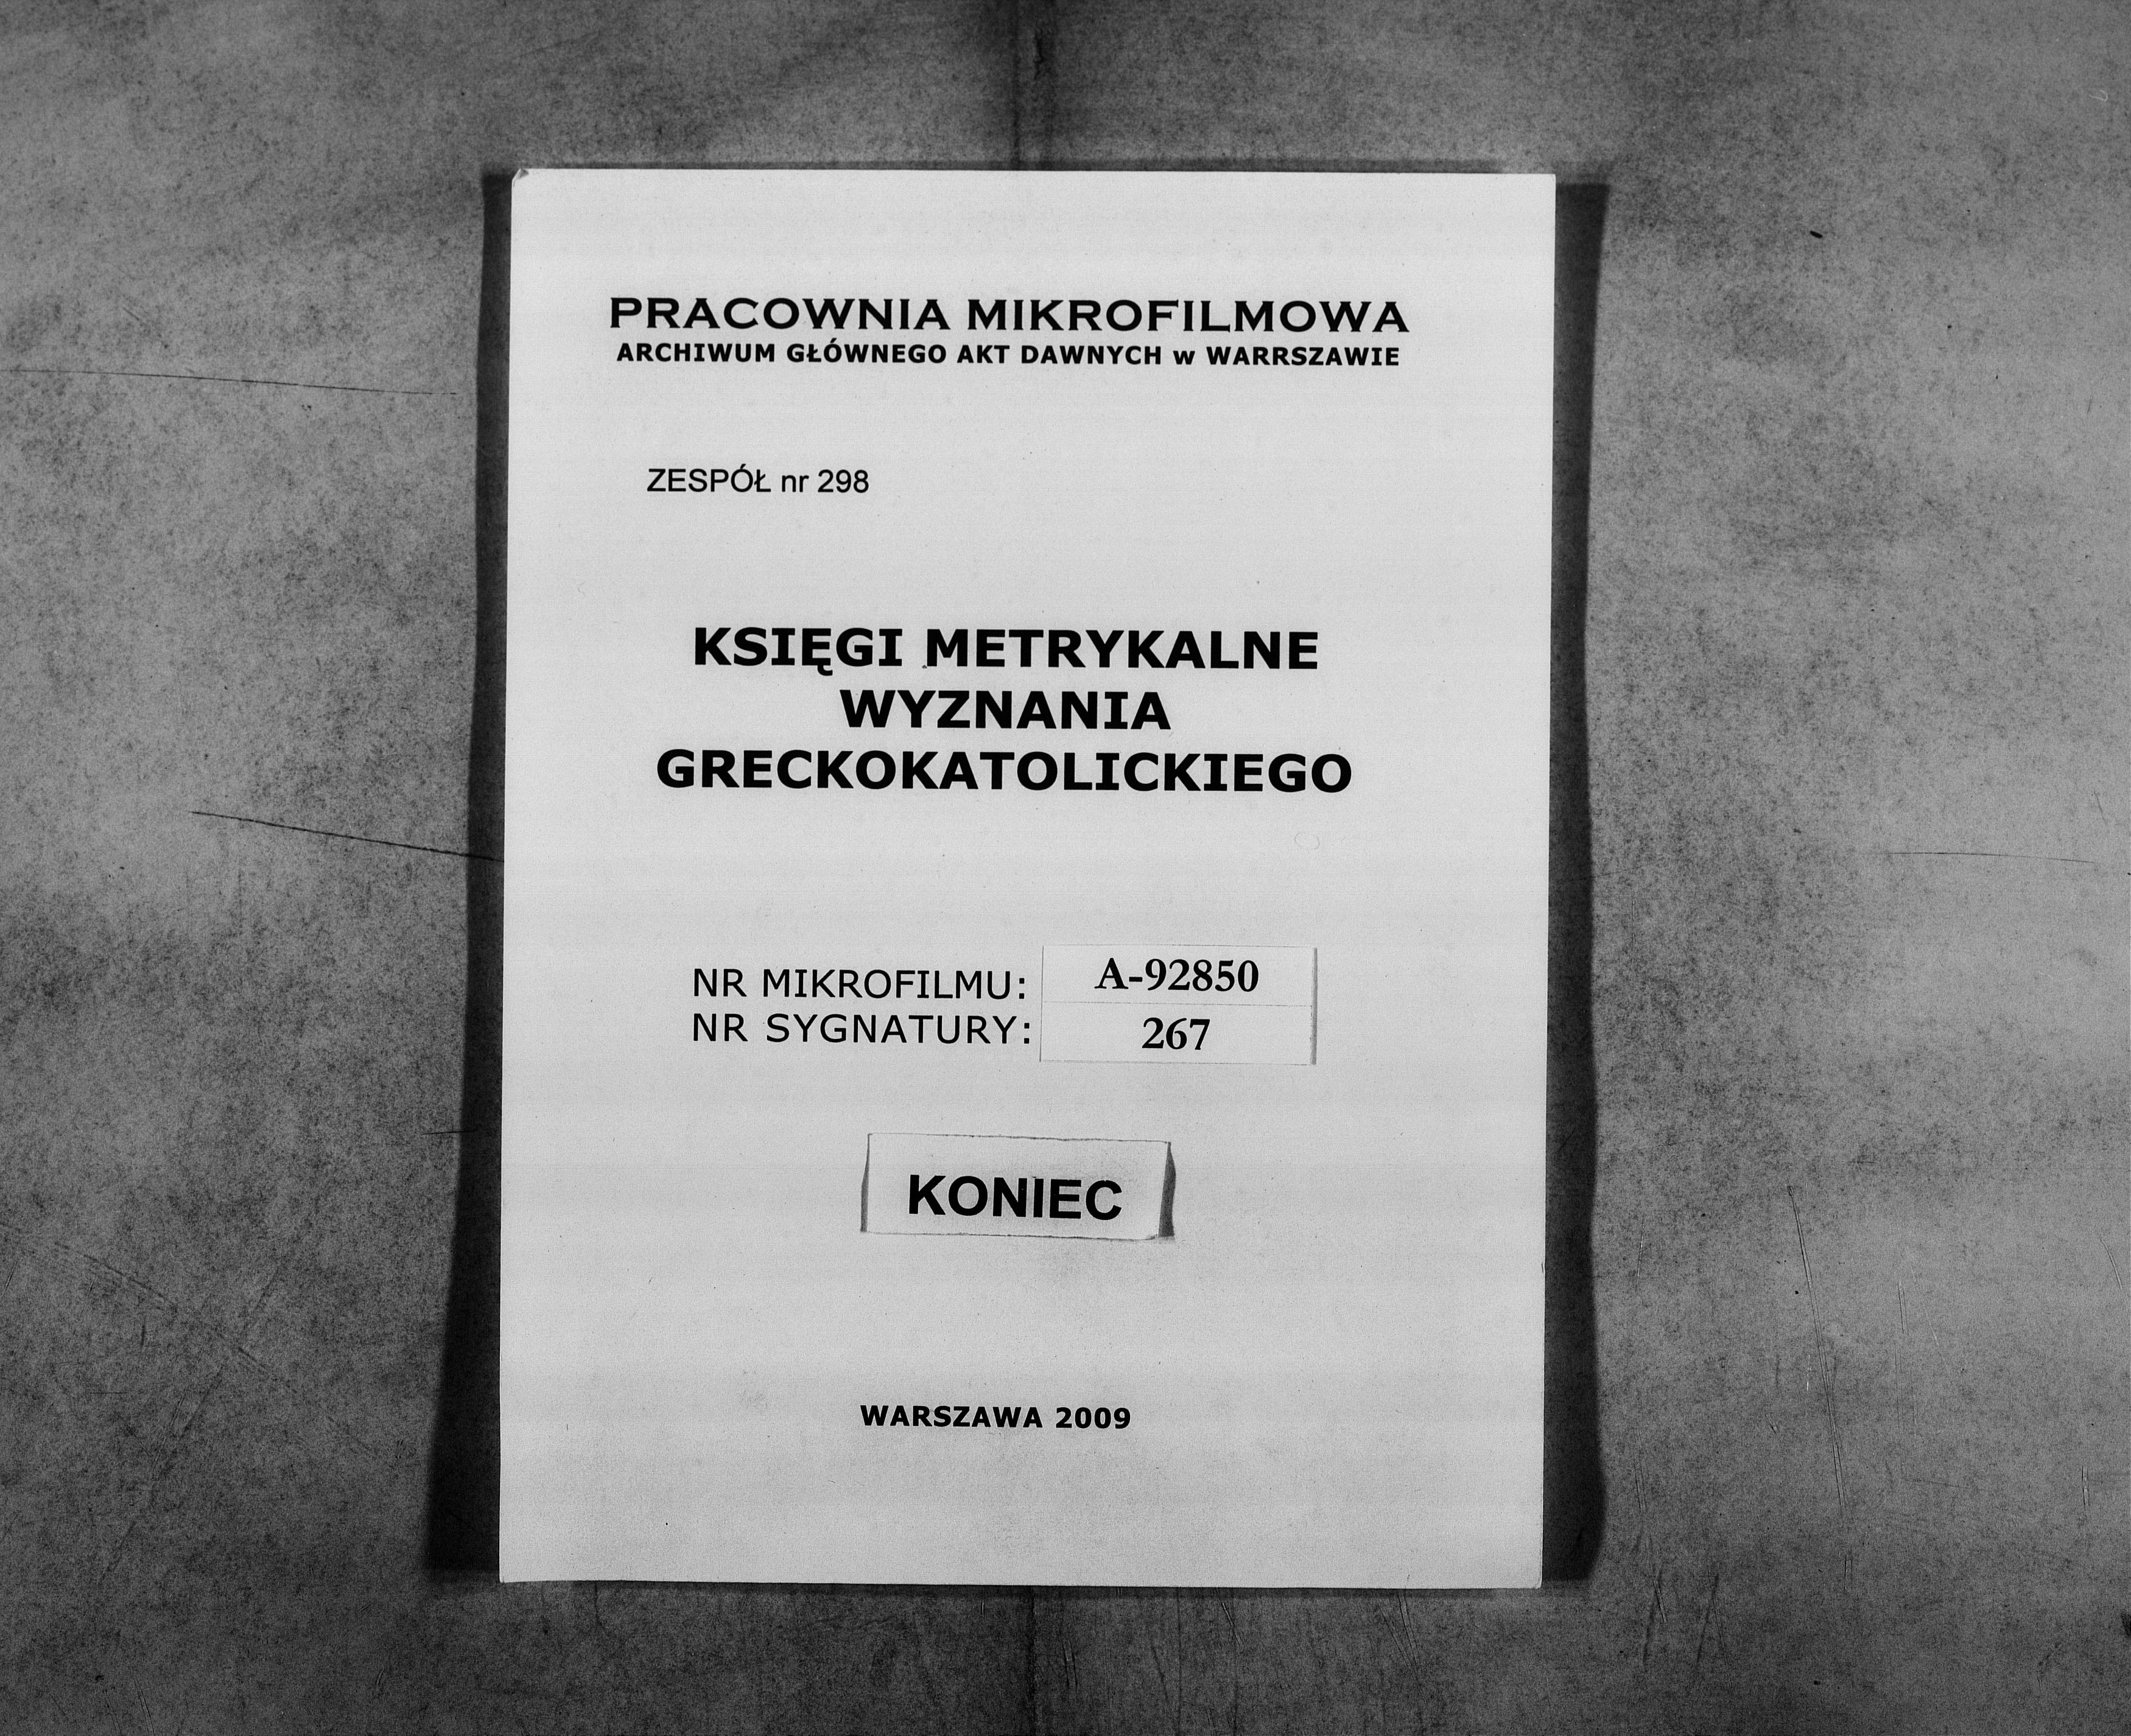 PRACOWNIA MIKROFILMOWA
ARCHIWUM GŁÓWNEGO AKT DAWNYCH w WARRSZAWIE
ZESPÓŁ nr 298
KSIĘGI METRYKALNE
WYZNANIA
GRECKOKATOLICKIEGO
NR MIKROFILMU: A-92850
NR SYGNATURY: 267
KONIEC
WARSZAWA 2009